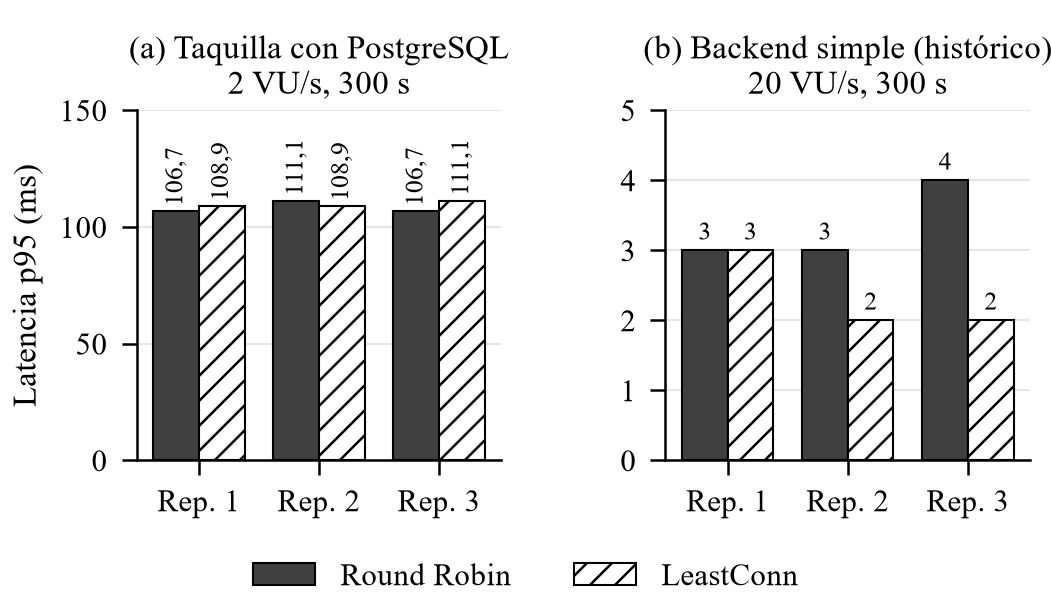 (a) Taquilla con PostgreSQL
2 VU/s, 300 s
Latencia p95 (ms)
150
100
50
0
106,7
108,9
111,1
108,9
106,7
111,1
Rep. 1
Rep. 2
Rep. 3
(b) Backend simple (histórico)
20 VU/s, 300 s
5
4
3
2
1
0
3
3
3
2
4
2
Rep. 1
Rep. 2
Rep. 3
Round Robin
LeastConn